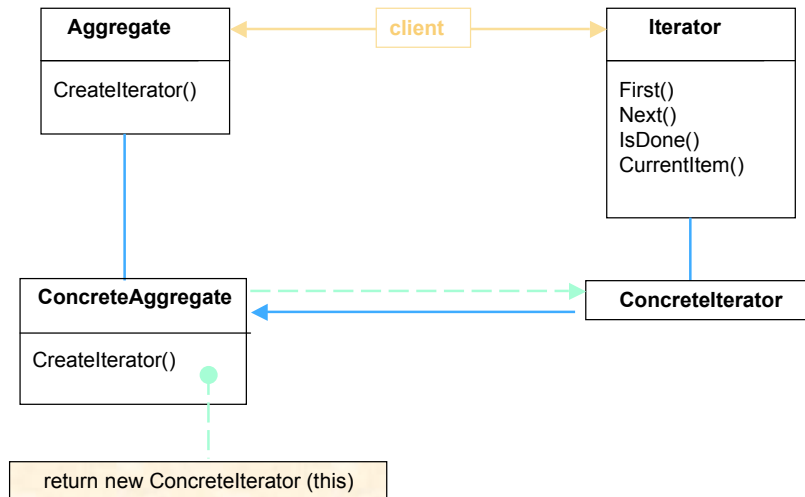 Aggregate
CreateIterator()
client
Iterator
First()
Next()
IsDone()
CurrentItem()
ConcreteAggregate
CreateIterator()
ConcreteIterator
return new ConcreteIterator (this)